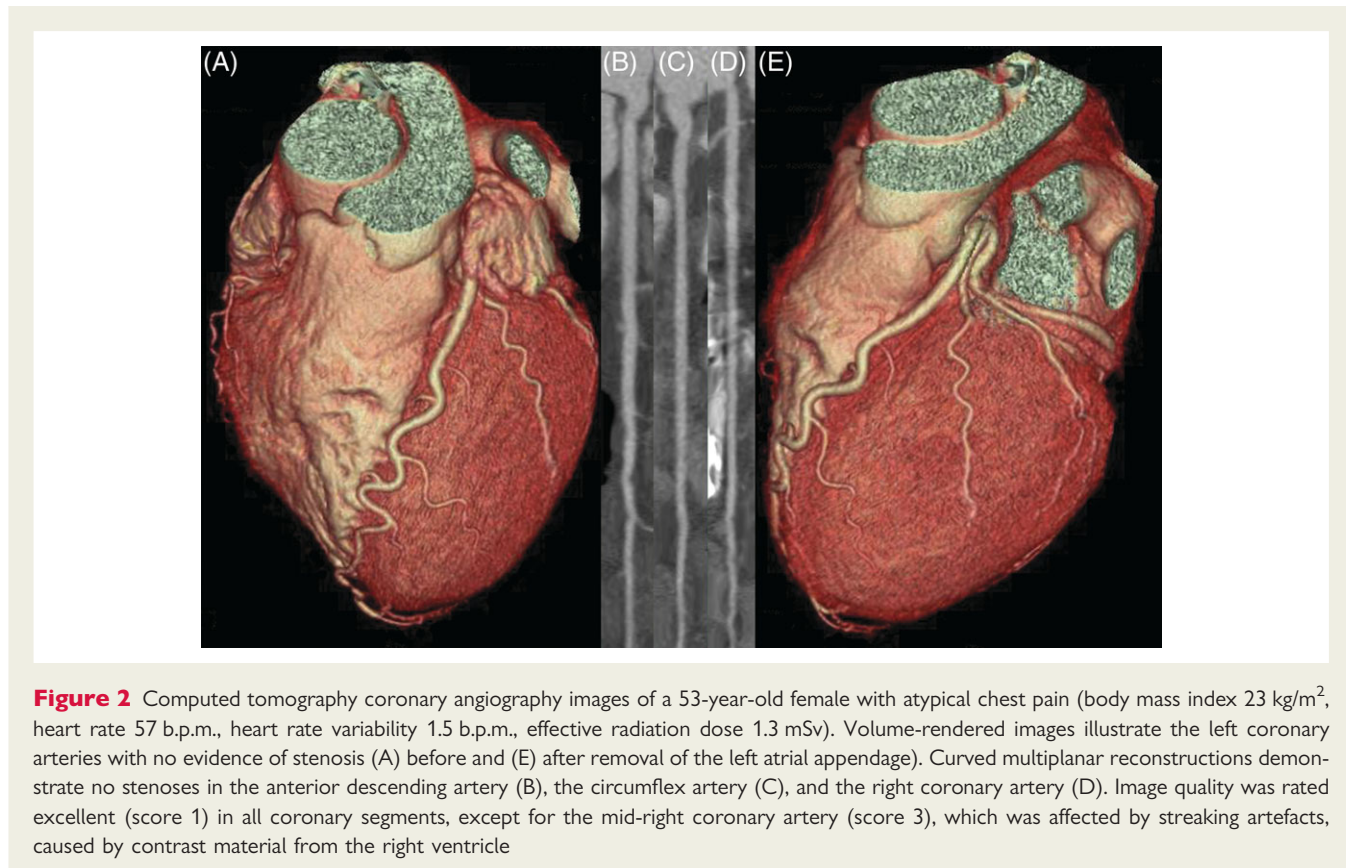 (A) (B) (C) (D) (E)
Figure 2 Computed tomography coronary angiography images of a 53-year-old female with atypical chest pain (body mass index 23 kg/m²,
heart rate 57 b.p.m., heart rate variability 1.5 b.p.m., effective radiation dose 1.3 mSv). Volume-rendered images illustrate the left coronary
arteries with no evidence of stenosis (A) before and (E) after removal of the left atrial appendage). Curved multiplanar reconstructions demon-
strate no stenoses in the anterior descending artery (B), the circumflex artery (C), and the right coronary artery (D). Image quality was rated
excellent (score 1) in all coronary segments, except for the mid-right coronary artery (score 3), which was affected by streaking artefacts,
caused by contrast material from the right ventricle